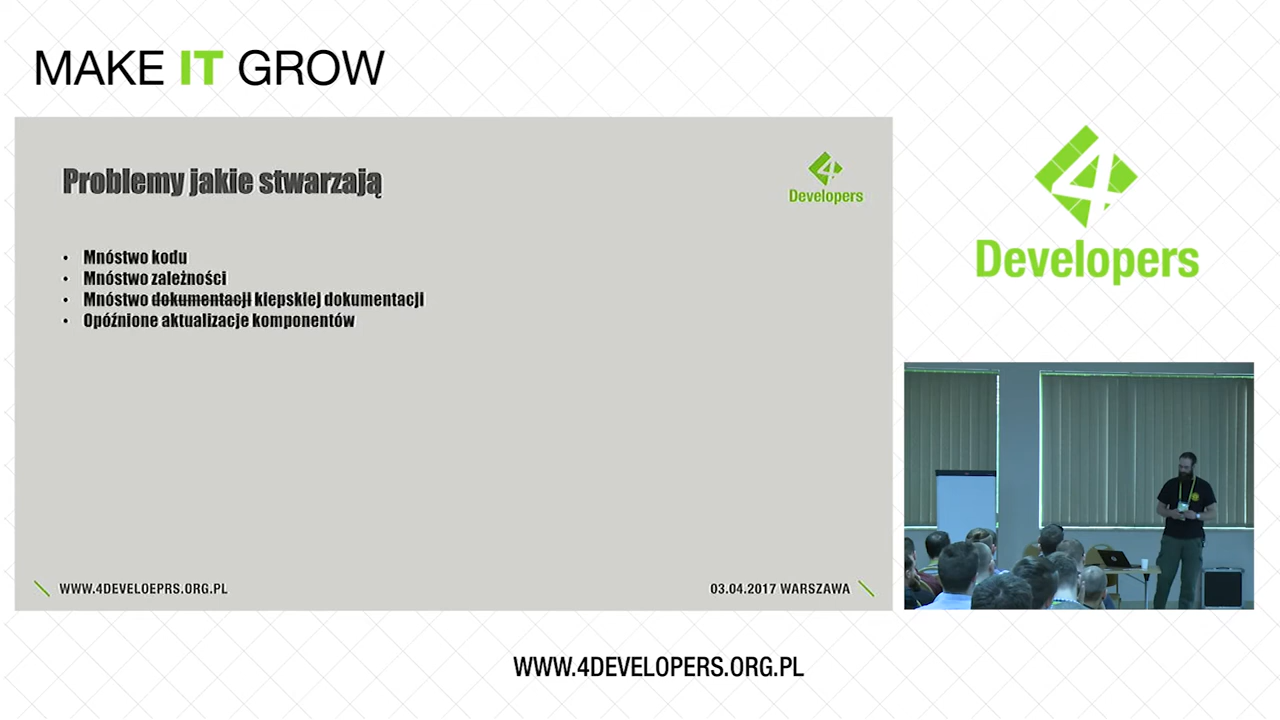 MAKE IT GROW
Problemy jakie stwarzają
4
Developers
• Mnóstwo kodu
• Mnóstwo zależności
• Mnóstwo dokumentacji kiepskiej dokumentacji
• Opóźnione aktualizacje komponentów
WWW.4DEVELOEPRS.ORG.PL
03.04.2017 WARSZAWA
4
Developers
WWW.4DEVELOPERS.ORG.PL